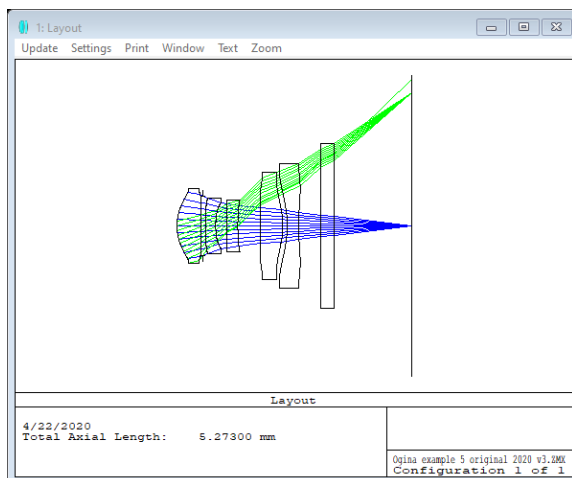 1: Layout
Update Settings Print Window Text Zoom
Layout
4/22/2020
Total Axial Length: 5.27300 mm
Oqina example 5 original 2020 v3.ZMX
Configuration 1 of 1